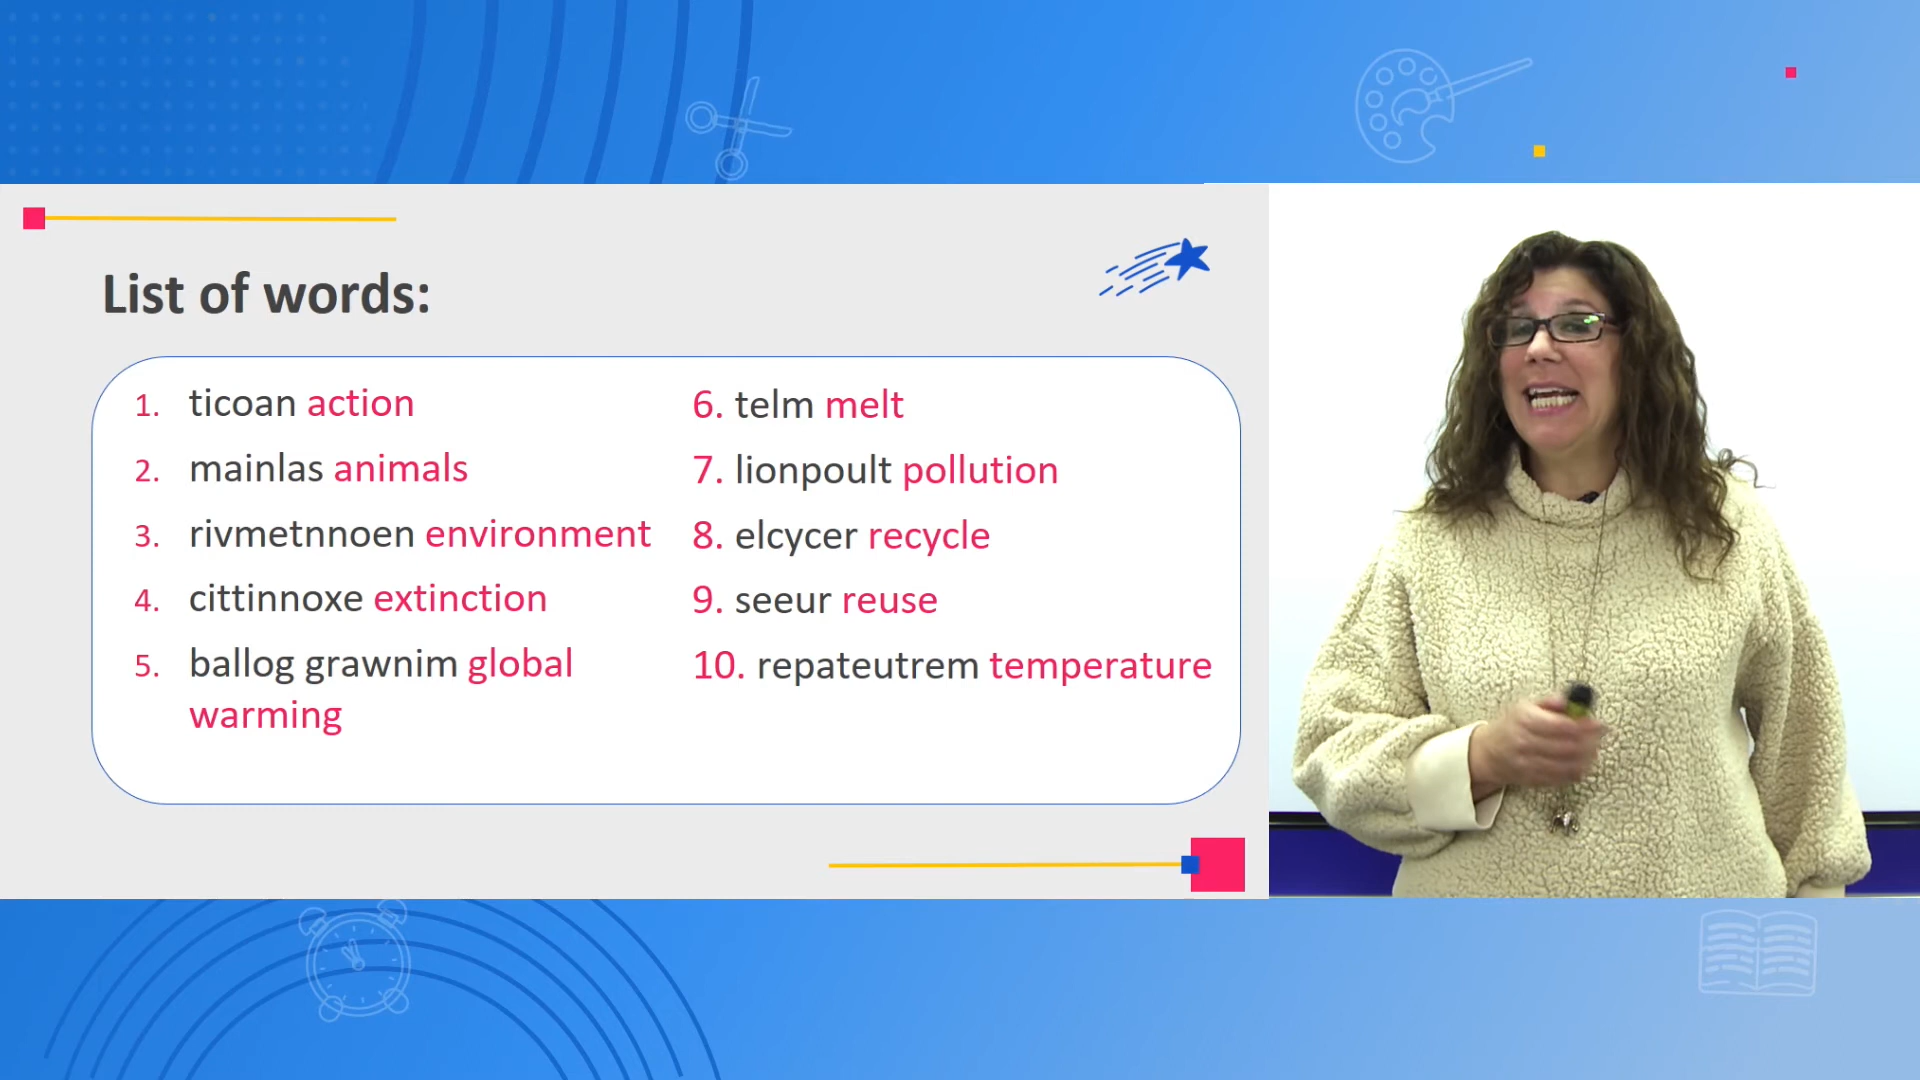 List of words:
1. ticoan action
2. mainlas animals
3. rivmetnnoen environment
4. cittinnoxe extinction
5. ballog grawnim global
warming
6. telm melt
7. lionpoult pollution
8. elcycer recycle
9. seeur reuse
10. repateutrem temperature